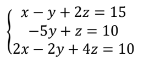 x − y + 2z = 15
−5y + z = 10
2x − 2y + 4z = 10